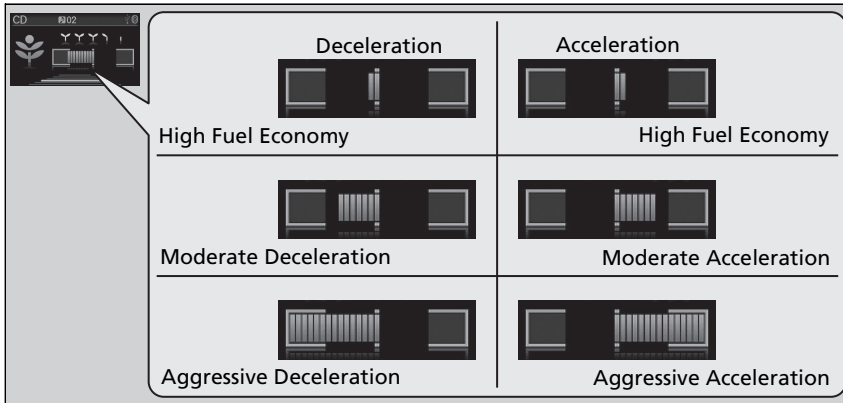 CD 02
Deceleration Acceleration
High Fuel Economy High Fuel Economy
Moderate Deceleration Moderate Acceleration
Aggressive Deceleration Aggressive Acceleration